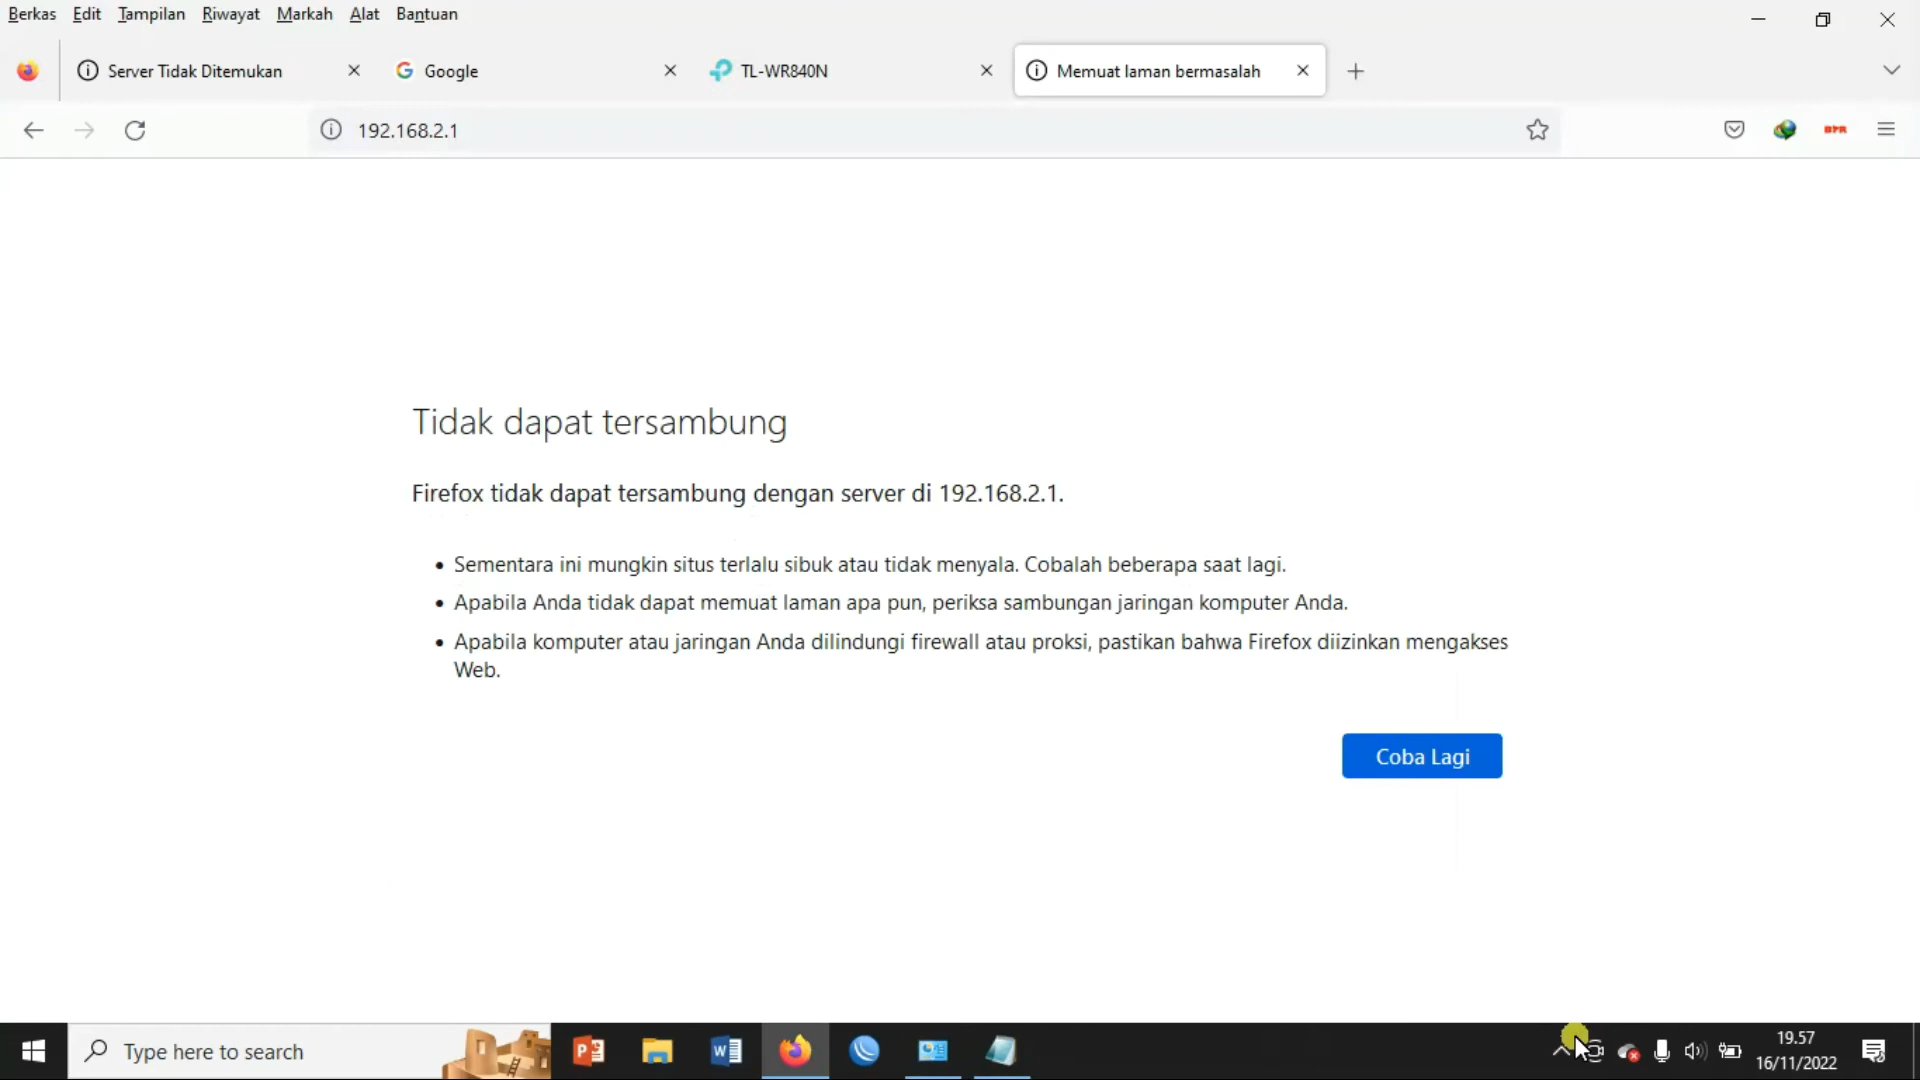 Berkas Edit Tampilan Riwayat Markah Alat Bantuan
Server Tidak Ditemukan Google TL-WR840N Memuat laman bermasalah
192.168.2.1
Tidak dapat tersambung
Firefox tidak dapat tersambung dengan server di 192.168.2.1.
Sementara ini mungkin situs terlalu sibuk atau tidak menyala. Cobalah beberapa saat lagi.
Apabila Anda tidak dapat memuat laman apa pun, periksa sambungan jaringan komputer Anda.
Apabila komputer atau jaringan Anda dilindungi firewall atau proksi, pastikan bahwa Firefox diizinkan mengakses
Web.
Coba Lagi
Type here to search
19.57
16/11/2022